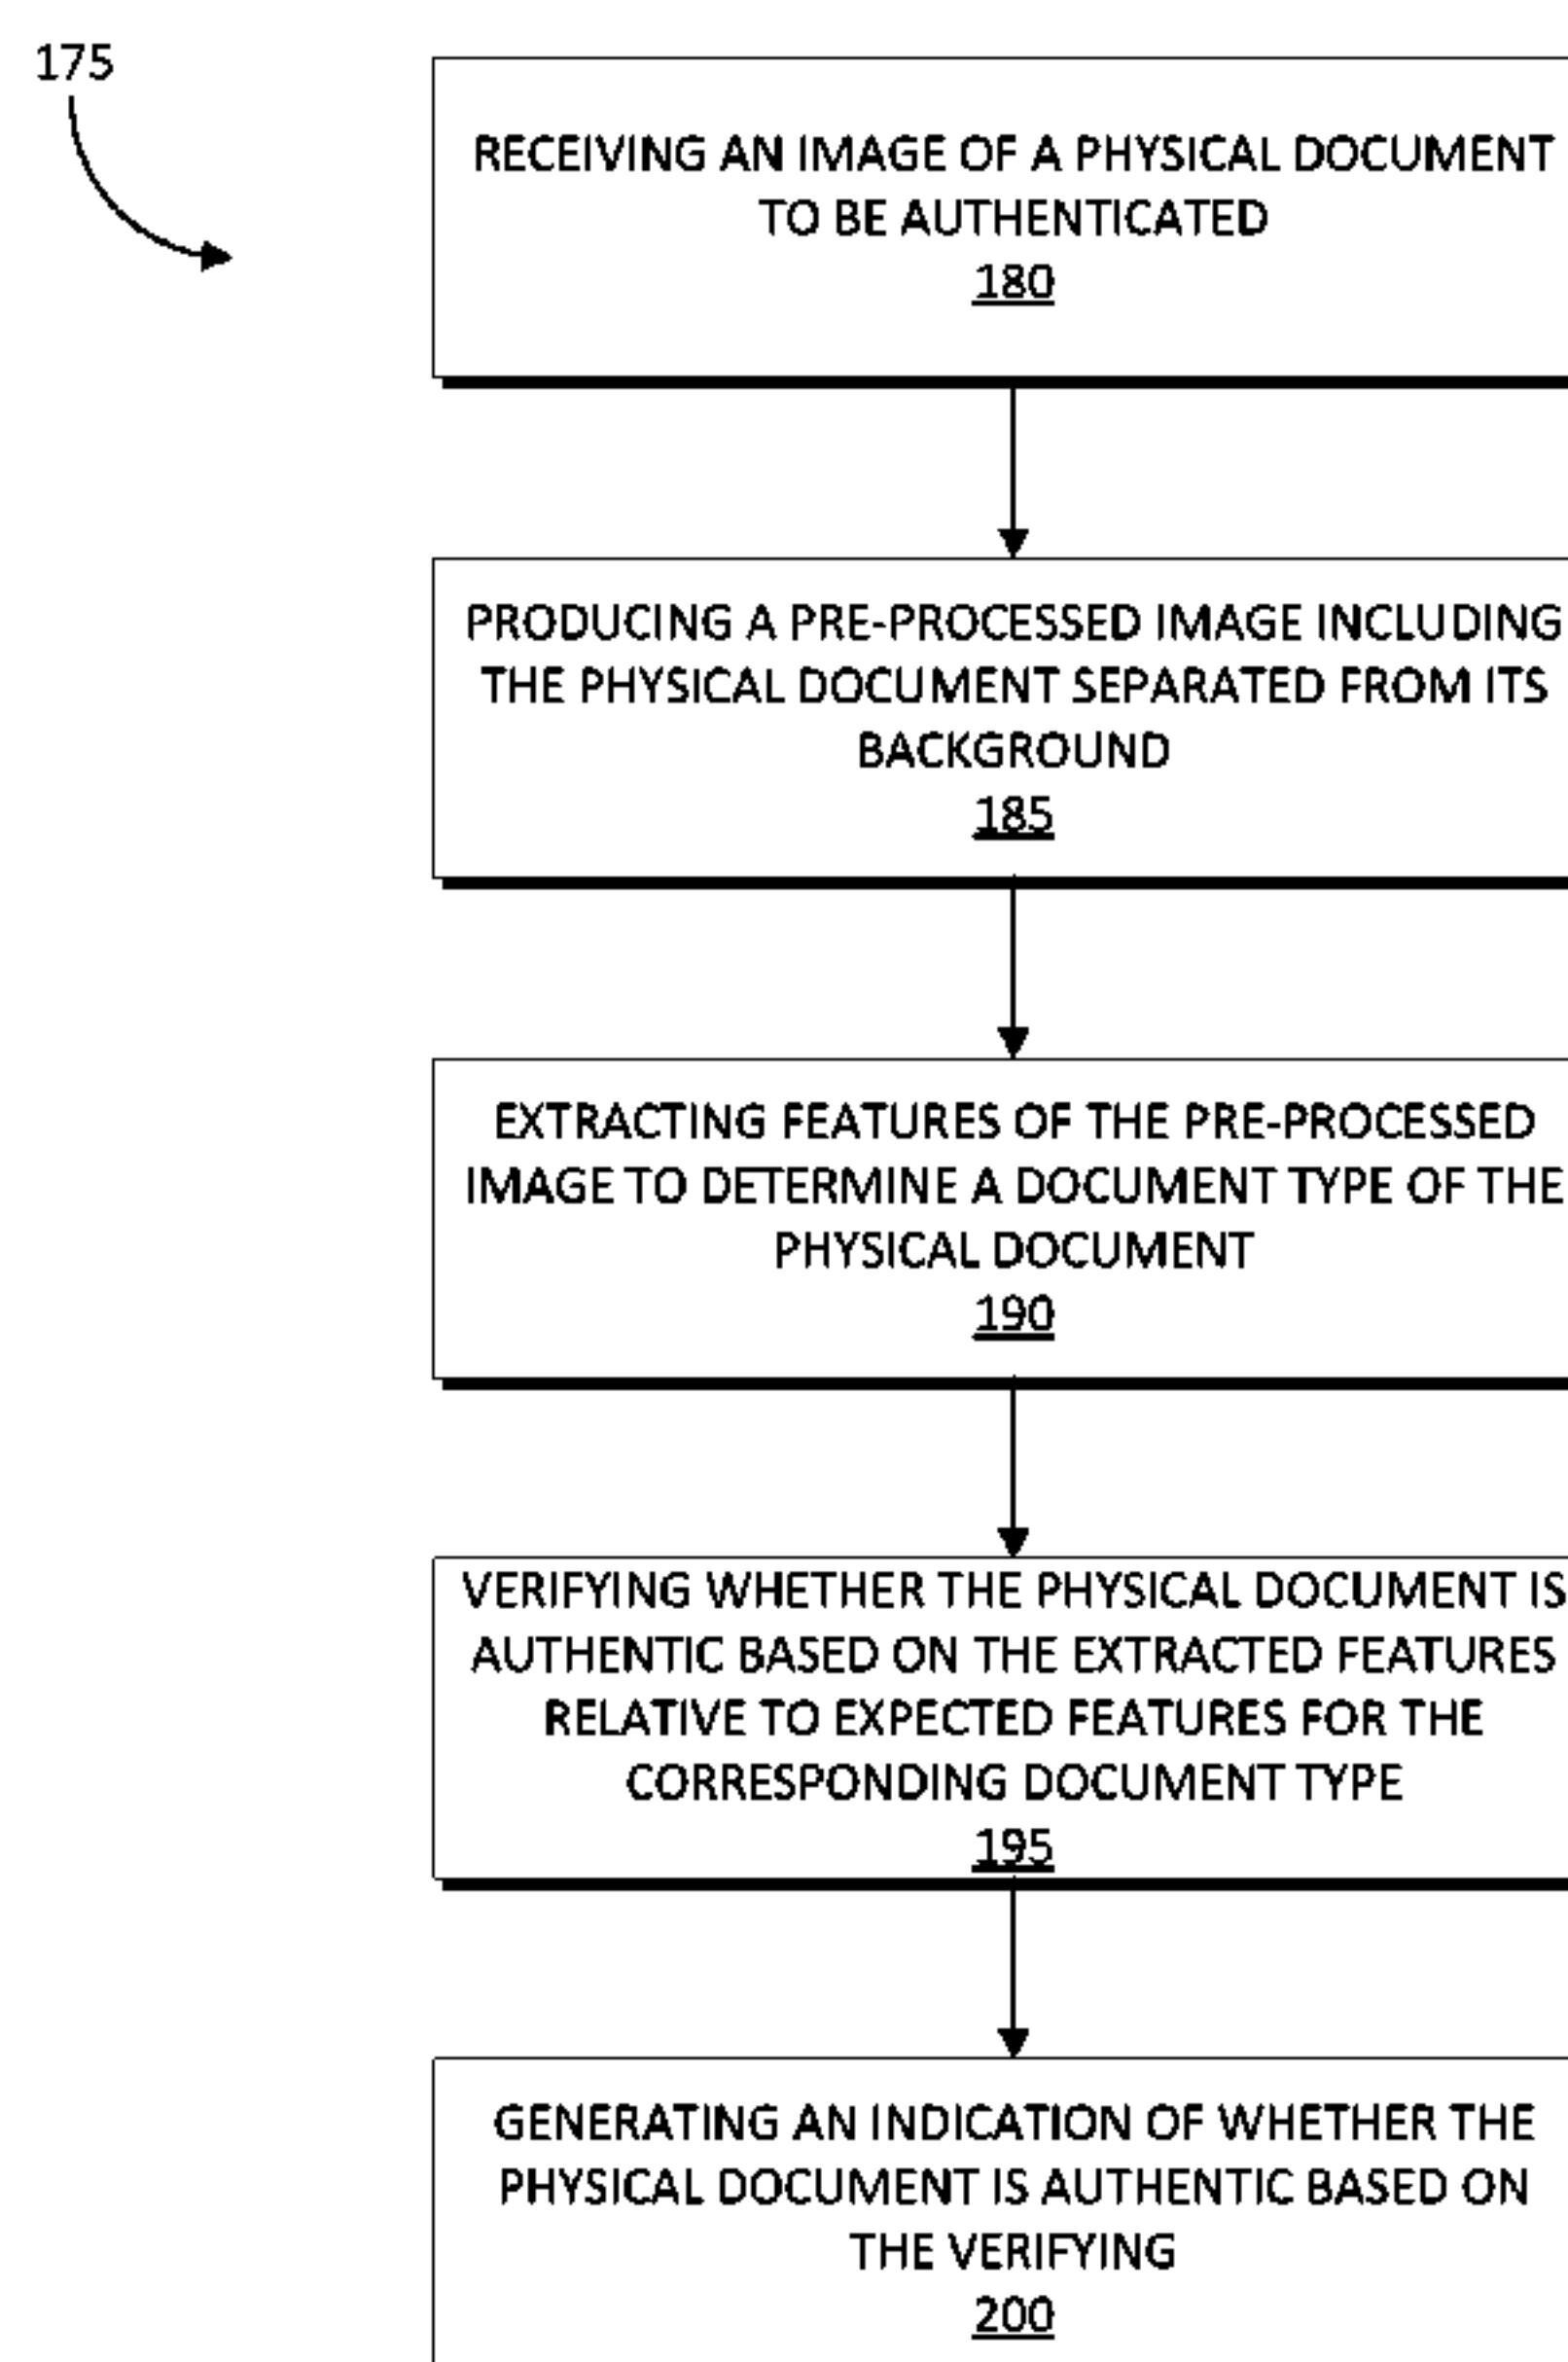 175
RECEIVING AN IMAGE OF A PHYSICAL DOCUMENT
TO BE AUTHENTICATED
180
PRODUCING A PRE-PROCESSED IMAGE INCLUDING
THE PHYSICAL DOCUMENT SEPARATED FROM ITS
BACKGROUND
185
EXTRACTING FEATURES OF THE PRE-PROCESSED
IMAGE TO DETERMINE A DOCUMENT TYPE OF THE
PHYSICAL DOCUMENT
190
VERIFYING WHETHER THE PHYSICAL DOCUMENT IS
AUTHENTIC BASED ON THE EXTRACTED FEATURES
RELATIVE TO EXPECTED FEATURES FOR THE
CORRESPONDING DOCUMENT TYPE
195
GENERATING AN INDICATION OF WHETHER THE
PHYSICAL DOCUMENT IS AUTHENTIC BASED ON
THE VERIFYING
200